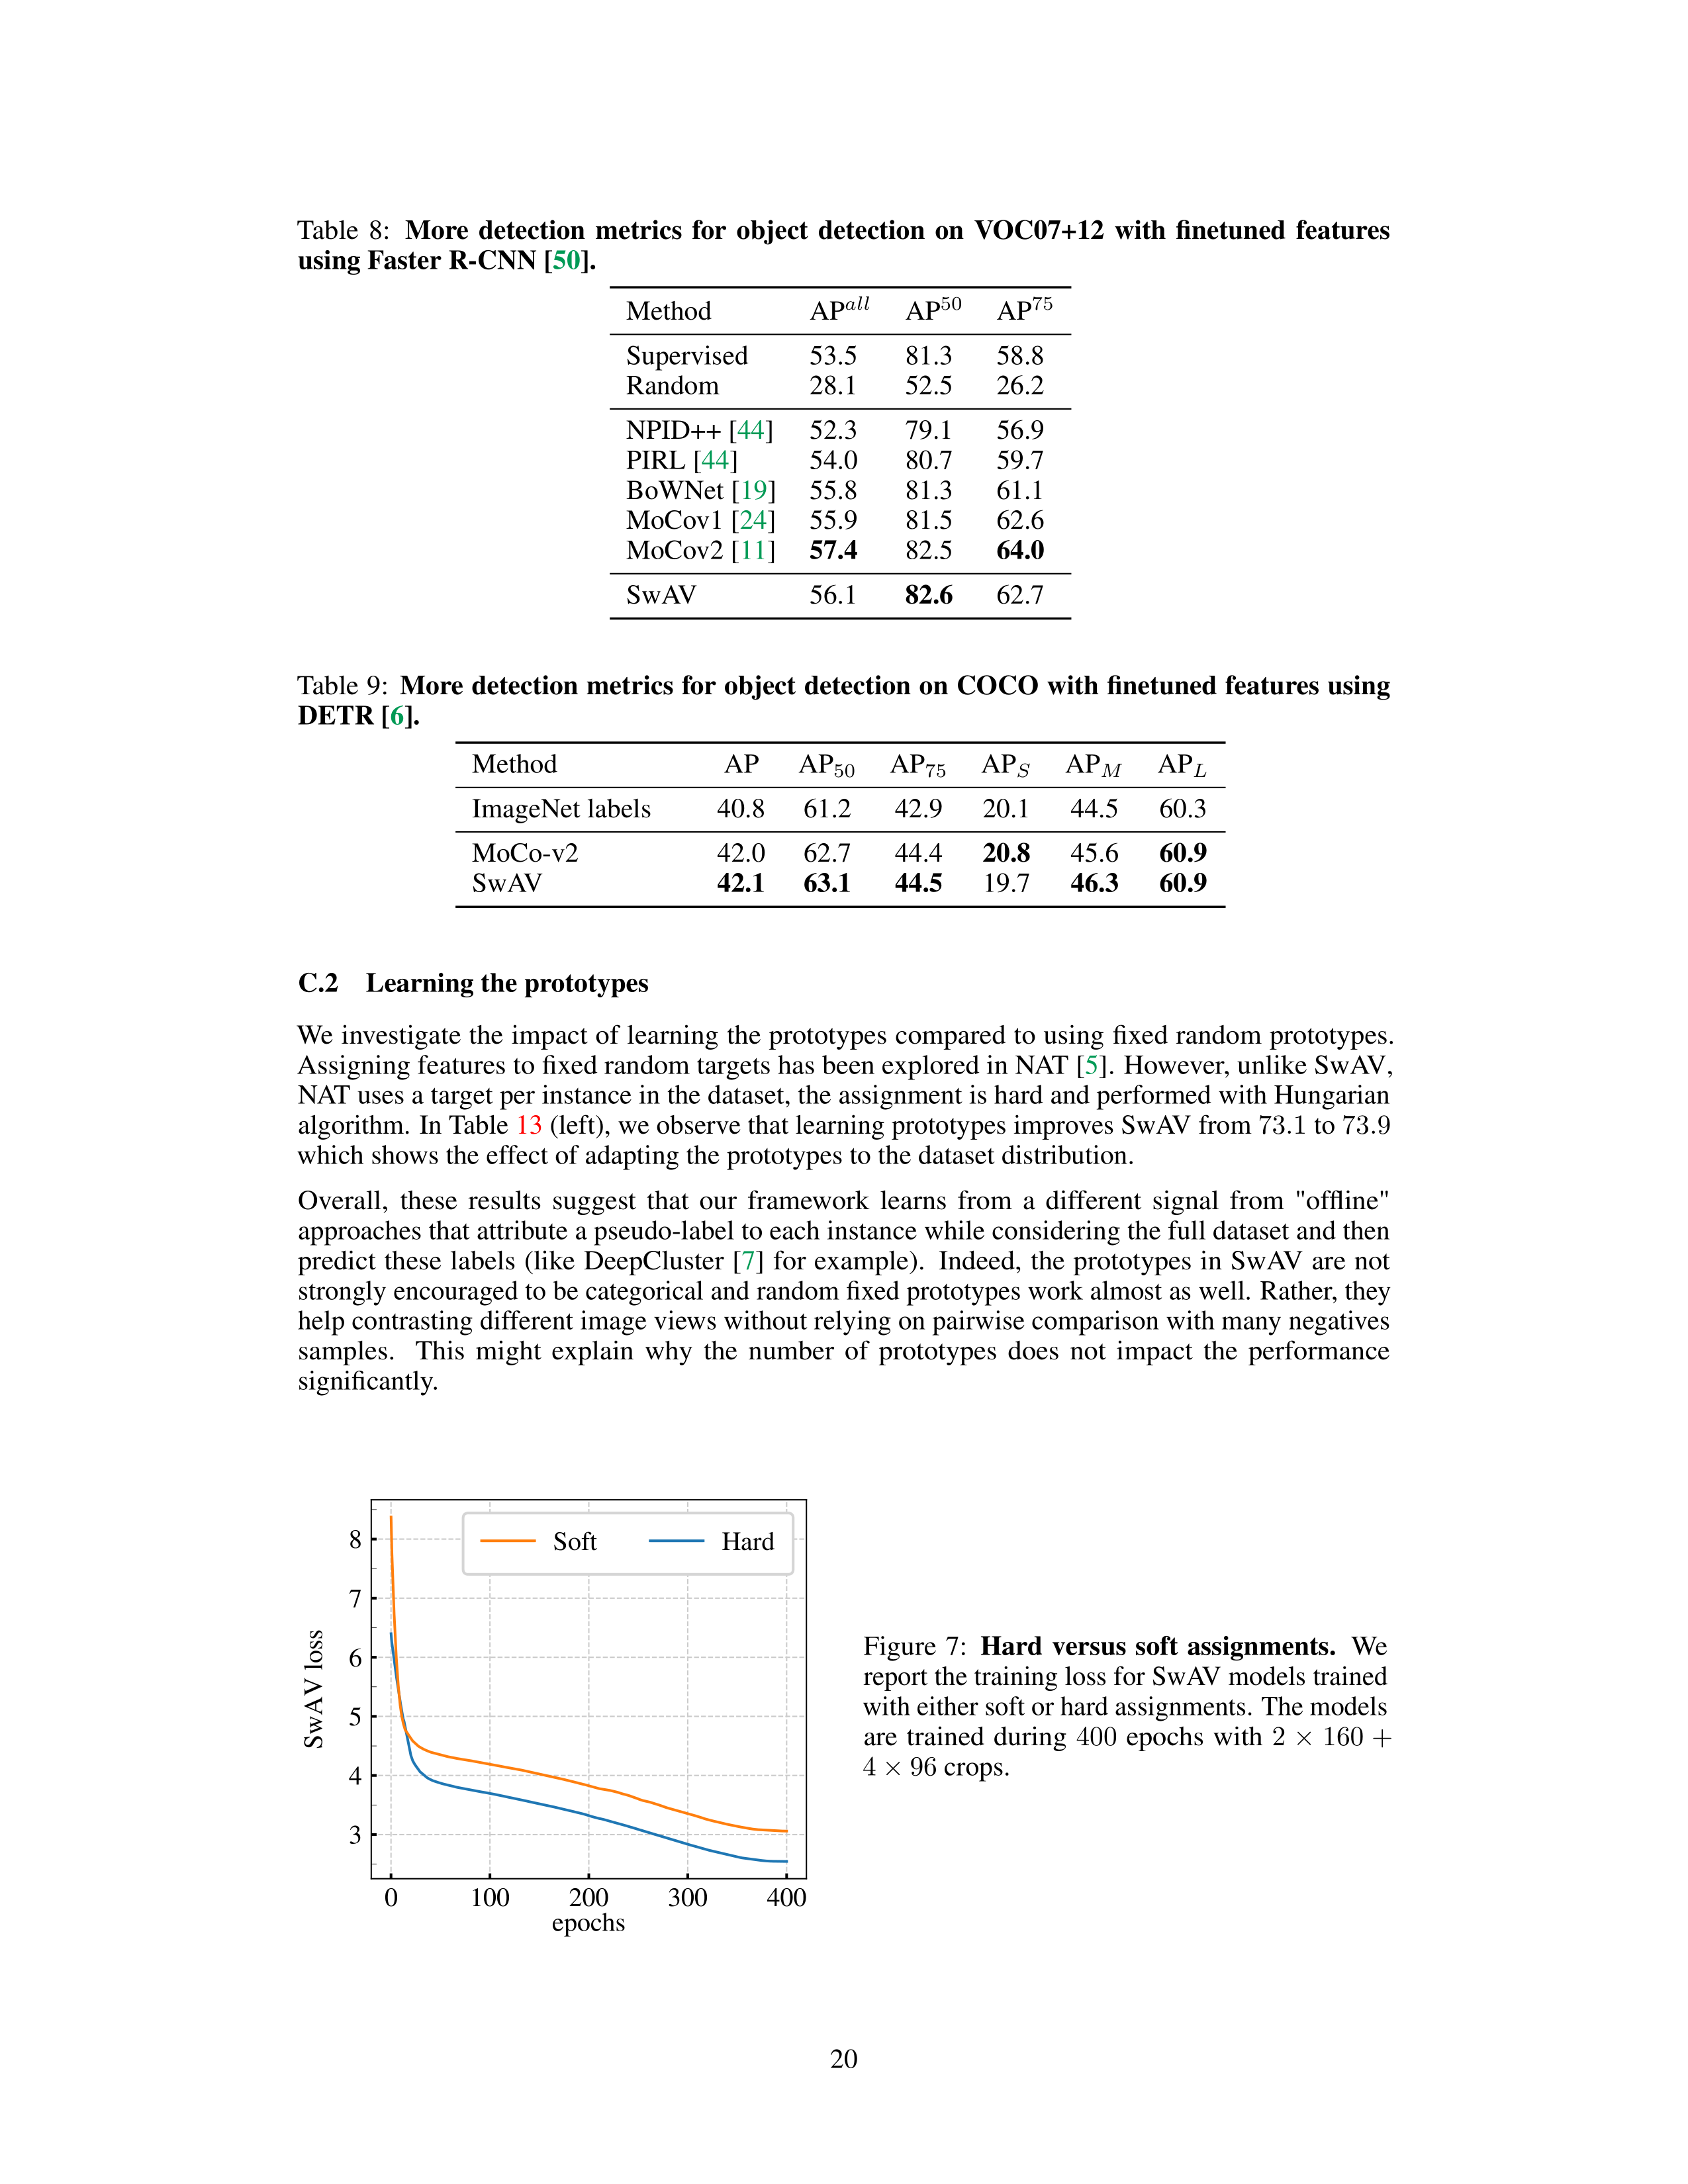 Table 8: More detection metrics for object detection on VOC07+12 with finetuned features
using Faster R-CNN [50].
Method AP^{all} AP^{50} AP^{75}
Supervised 53.5 81.3 58.8
Random 28.1 52.5 26.2
NPID++ [44] 52.3 79.1 56.9
PIRL [44] 54.0 80.7 59.7
BoWNet [19] 55.8 81.3 61.1
MoCov1 [24] 55.9 81.5 62.6
MoCov2 [11] 57.4 82.5 64.0
SwAV 56.1 82.6 62.7
Table 9: More detection metrics for object detection on COCO with finetuned features using
DETR [6].
Method AP AP_{50} AP_{75} AP_S AP_M AP_L
ImageNet labels 40.8 61.2 42.9 20.1 44.5 60.3
MoCo-v2 42.0 62.7 44.4 20.8 45.6 60.9
SwAV 42.1 63.1 44.5 19.7 46.3 60.9
C.2 Learning the prototypes
We investigate the impact of learning the prototypes compared to using fixed random prototypes.
Assigning features to fixed random targets has been explored in NAT [5]. However, unlike SwAV,
NAT uses a target per instance in the dataset, the assignment is hard and performed with Hungarian
algorithm. In Table 13 (left), we observe that learning prototypes improves SwAV from 73.1 to 73.9
which shows the effect of adapting the prototypes to the dataset distribution.
Overall, these results suggest that our framework learns from a different signal from "offline"
approaches that attribute a pseudo-label to each instance while considering the full dataset and then
predict these labels (like DeepCluster [7] for example). Indeed, the prototypes in SwAV are not
strongly encouraged to be categorical and random fixed prototypes work almost as well. Rather, they
help contrasting different image views without relying on pairwise comparison with many negatives
samples. This might explain why the number of prototypes does not impact the performance
significantly.
Soft Hard
8
7
6
5
4
3
SwAV loss
0 100 200 300 400
epochs
Figure 7: Hard versus soft assignments. We
report the training loss for SwAV models trained
with either soft or hard assignments. The models
are trained during 400 epochs with 2 × 160 +
4 × 96 crops.
20